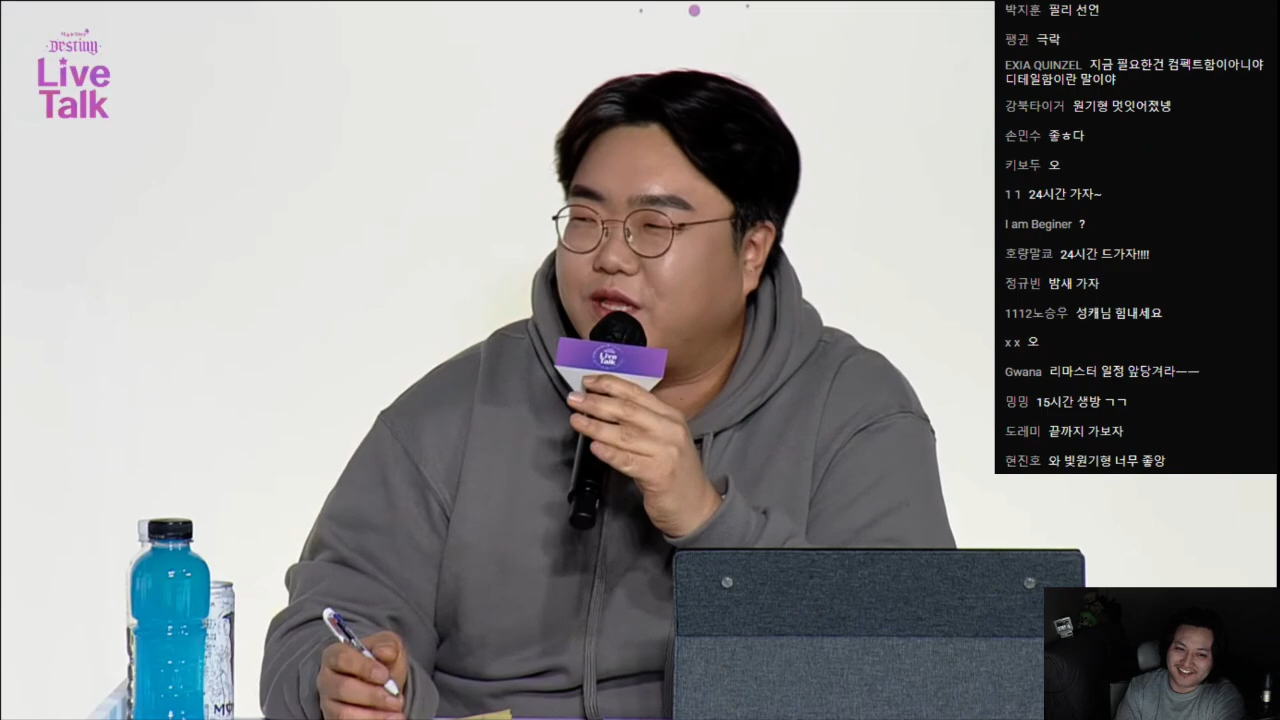 Destiny
Live
Talk
Live
Talk
박지훈 필리 선언
팽귄 극락
EXIA QUINZEL 지금 필요한건 컴팩트함이아니야
디테일함이란 말이야
강북타이거 원기형 멋잇어졌넹
손민수 좋ㅎ다
키보두 오
1 1 24시간 가자~
I am Beginer ?
호량말쿄 24시간 드가자!!!!
정규빈 밤새 가자
1112노승우 성캐님 힘내세요
x x 오
Gwana 리마스터 일정 앞당겨라ㅡㅡ
밍밍 15시간 생방 ㄱㄱ
도레미 끝까지 가보자
현진호 와 빛원기형 너무 좋앙